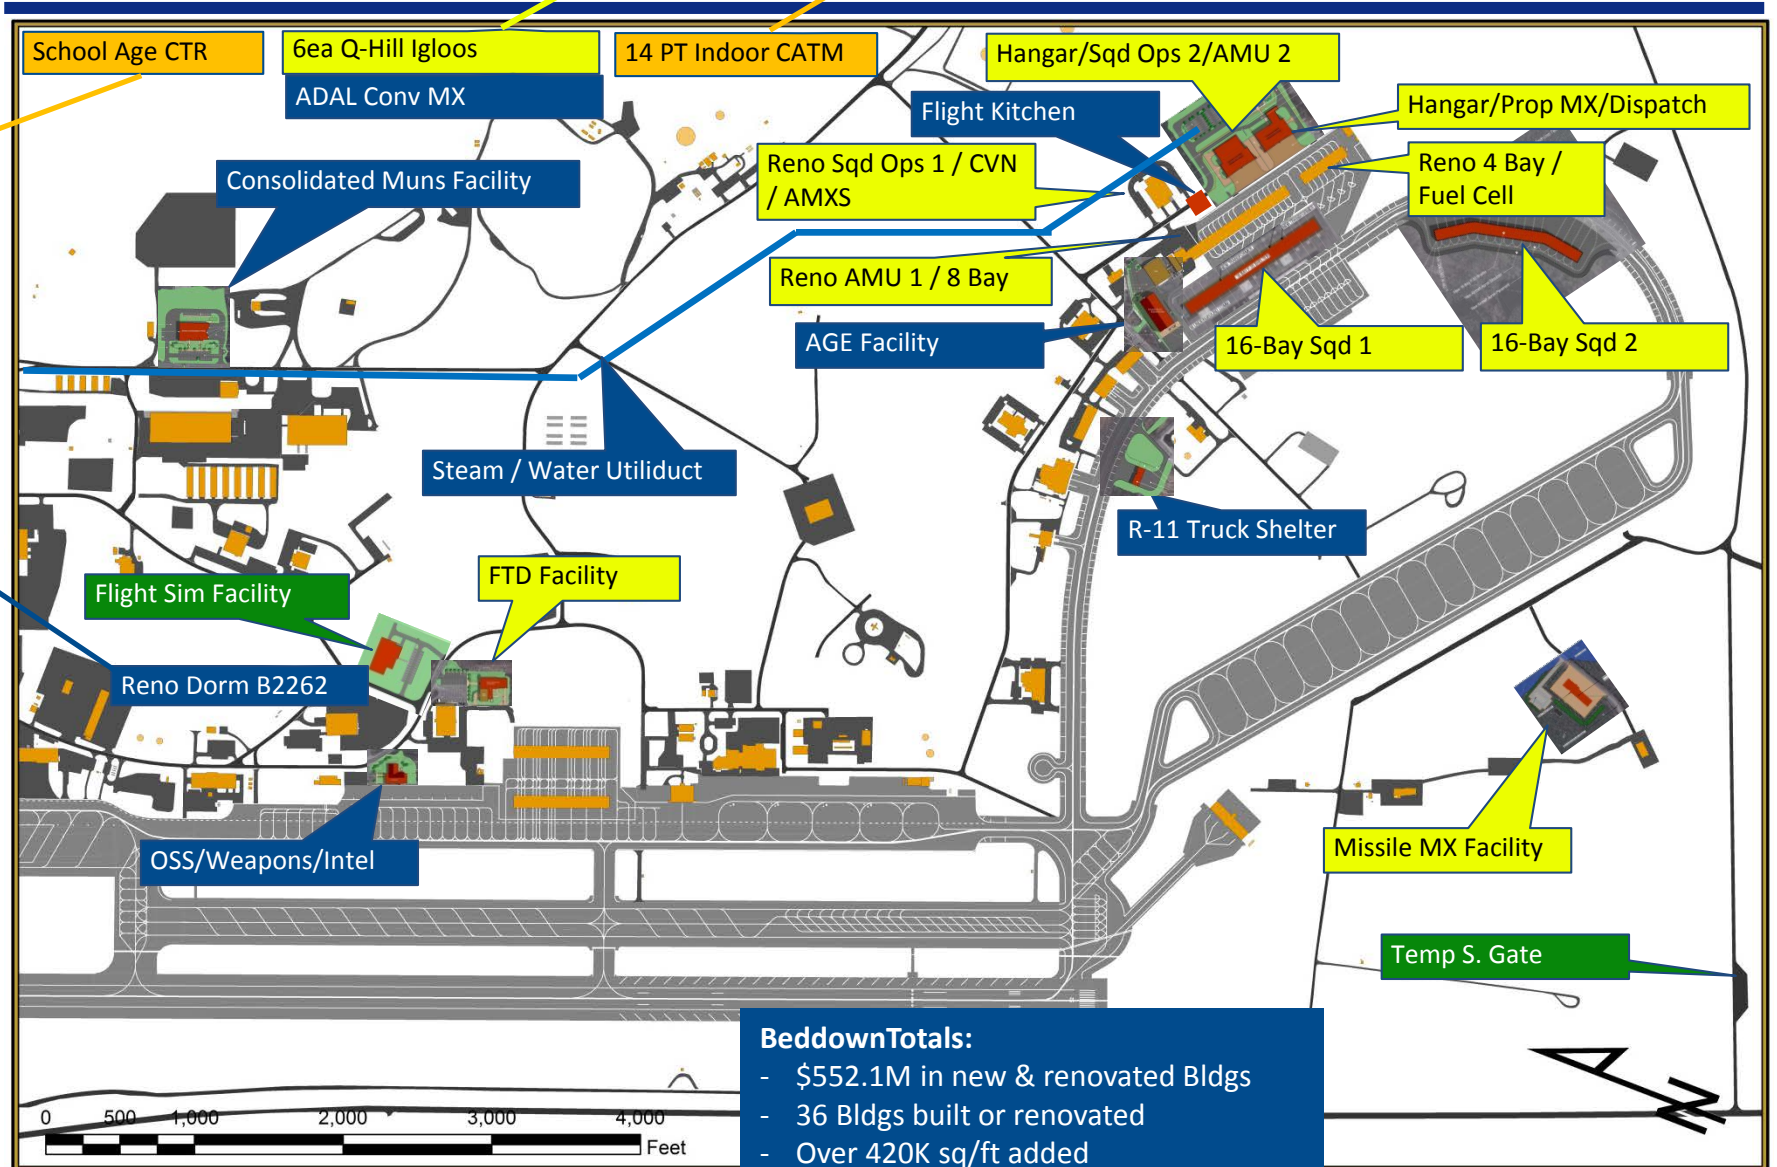 School Age CTR
6ea Q-Hill Igloos
14 PT Indoor CATM
Hangar/Sqd Ops 2/AMU 2
ADAL Conv MX
Flight Kitchen
Hangar/Prop MX/Dispatch
Consolidated Muns Facility
Reno Sqd Ops 1 / CVN
/ AMXS
Reno 4 Bay /
Fuel Cell
Reno AMU 1 / 8 Bay
AGE Facility
16-Bay Sqd 1
16-Bay Sqd 2
Steam / Water Utiliduct
R-11 Truck Shelter
Flight Sim Facility
FTD Facility
Reno Dorm B2262
OSS/Weapons/Intel
Missile MX Facility
Temp S. Gate
BeddownTotals:
- $552.1M in new & renovated Bldgs
- 36 Bldgs built or renovated
- Over 420K sq/ft added
0 500 1,000 2,000 3,000 4,000
Feet
N